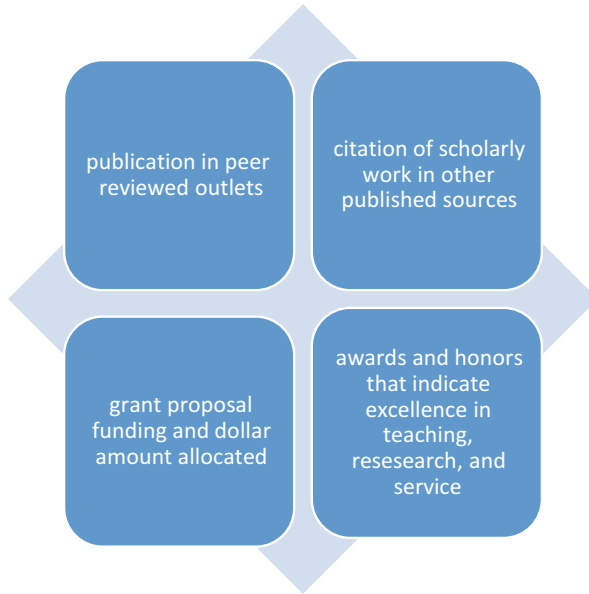 publication in peer
reviewed outlets
citation of scholarly
work in other
published sources
grant proposal
funding and dollar
amount allocated
awards and honors
that indicate
excellence in
teaching,
resesearch, and
service